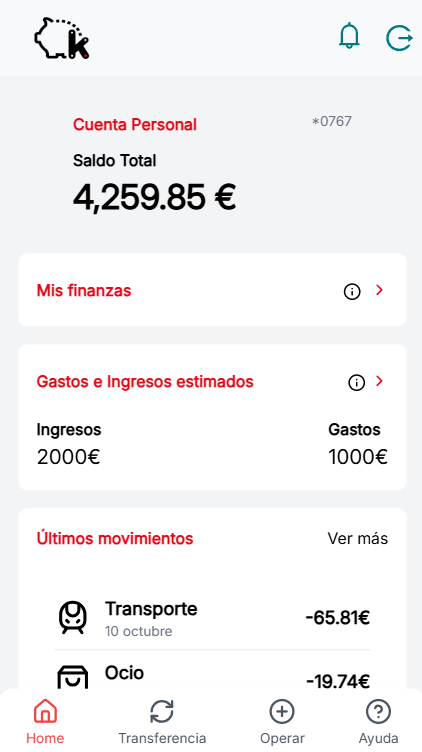 k
Cuenta Personal
*0767
Saldo Total
4,259.85 €
Mis finanzas
Gastos e Ingresos estimados
Ingresos
Gastos
2000€
1000€
Últimos movimientos
Ver más
Transporte
-65.81€
10 octubre
Ocio
-19.74€
Home
Transferencia
Operar
Ayuda